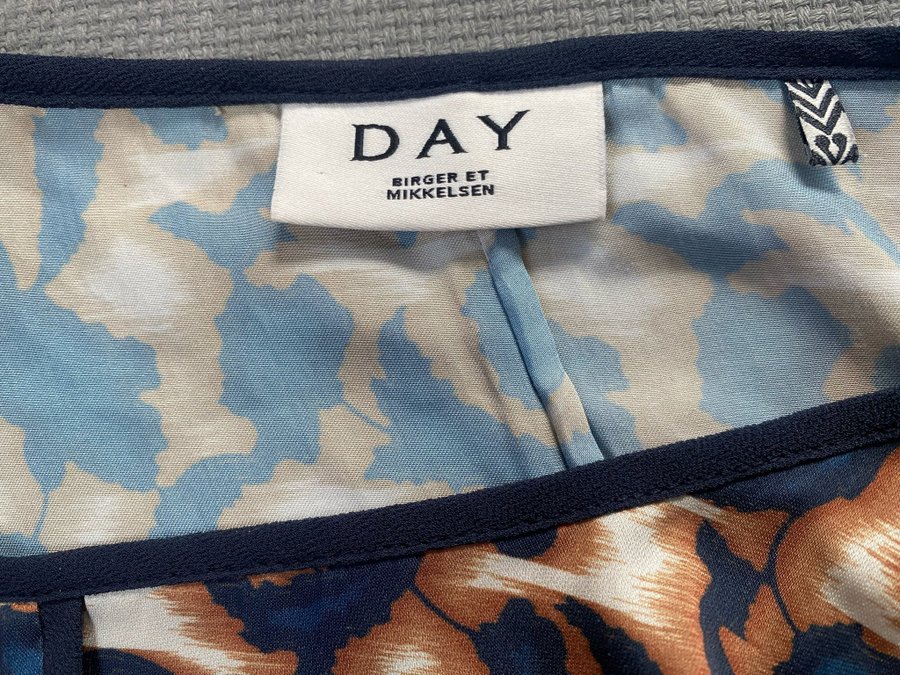 DAY
BIRGER ET
MIKKELSEN